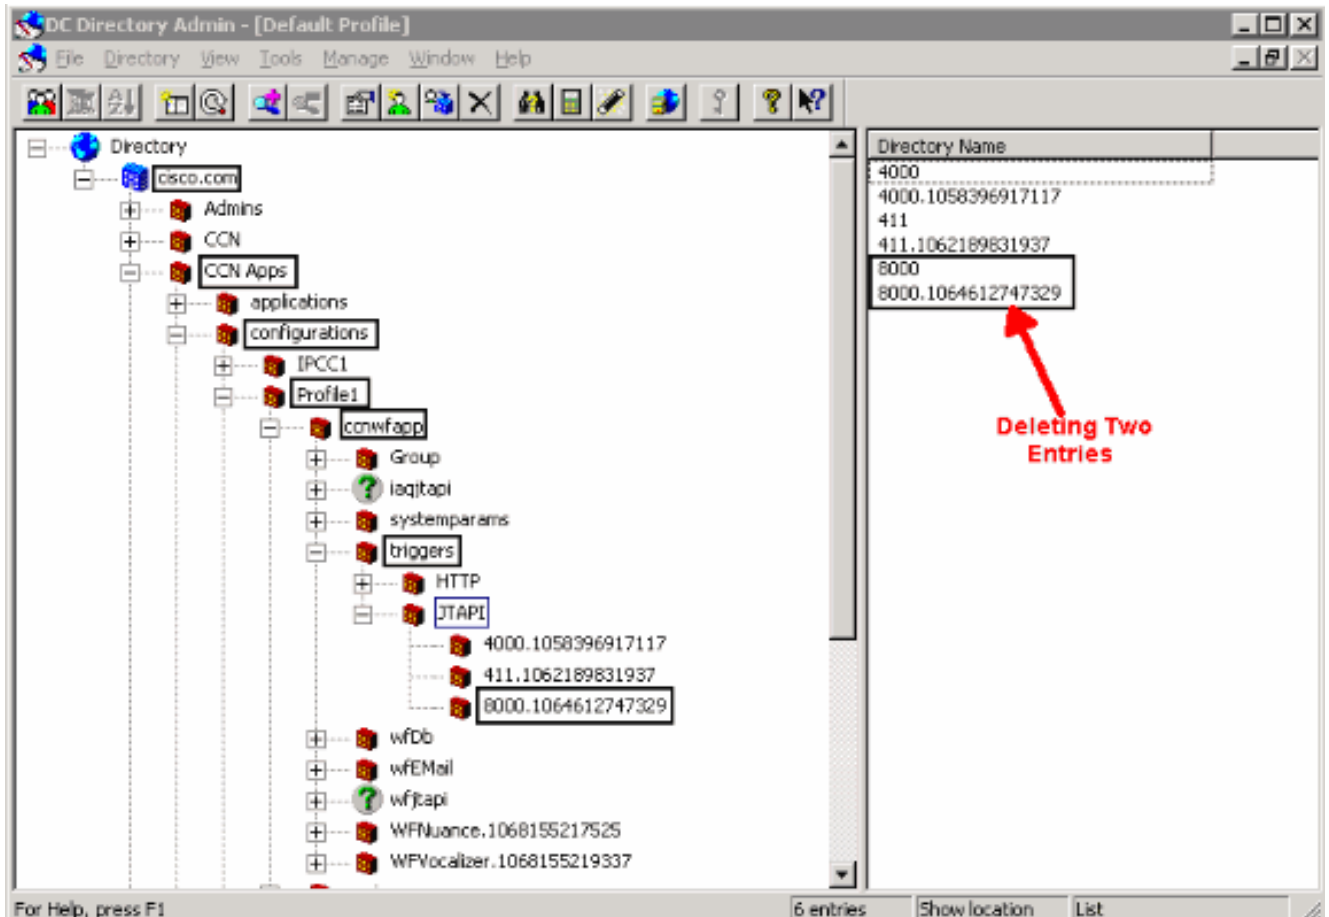 DC Directory Admin - [Default Profile]
File Directory View Tools Manage Window Help
Directory
cisco.com
Admins
CCN
CCN Apps
applications
configurations
IPCC1
Profile1
ccnwfapp
Group
iaqjtapi
systemparams
triggers
HTTP
JTAPI
4000.1058396917117
411.1062189831937
8000.1064612747329
wfDb
wfEMail
wfjtapi
WFNuance.1068155217525
WFVocalizer.1068155219337
Directory Name
4000
4000.1058396917117
411
411.1062189831937
8000
8000.1064612747329
Deleting Two
Entries
For Help, press F1
6 entries
Show location
List